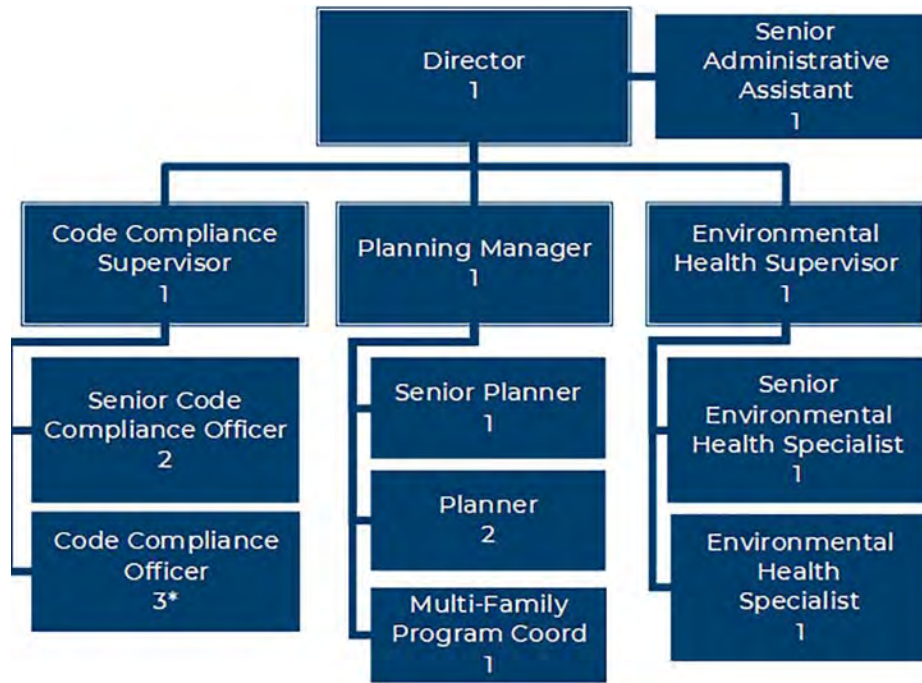 Director
1
Senior
Administrative
Assistant
1
Code Compliance
Supervisor
1
Planning Manager
1
Environmental
Health Supervisor
1
Senior Code
Compliance Officer
2
Code Compliance
Officer
3*
Senior Planner
1
Planner
2
Multi-Family
Program Coord
1
Senior
Environmental
Health Specialist
1
Environmental
Health
Specialist
1